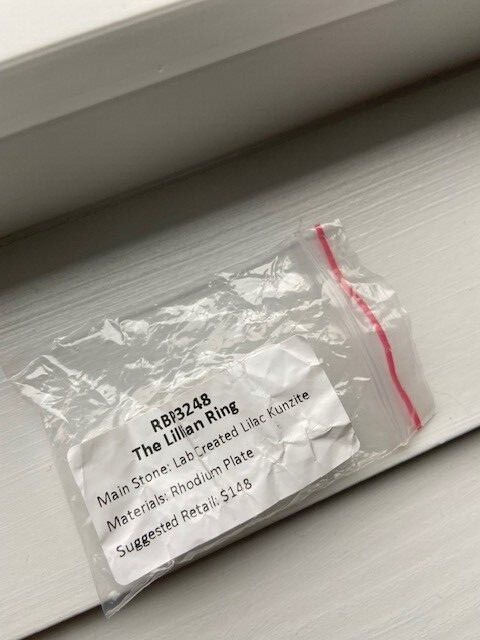 RBP3248
The Lillian Ring
Main Stone: Lab Created Lilac Kunzite
Materials: Rhodium Plate
Suggested Retail: $148